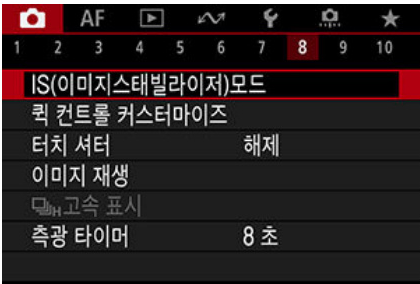 AF
1 2 3 4 5 6 7 8 9 10
IS(이미지스태빌라이저)모드
퀵 컨트롤 커스터마이즈
터치 셔터 해제
이미지 재생
H고속 표시
측광 타이머 8초